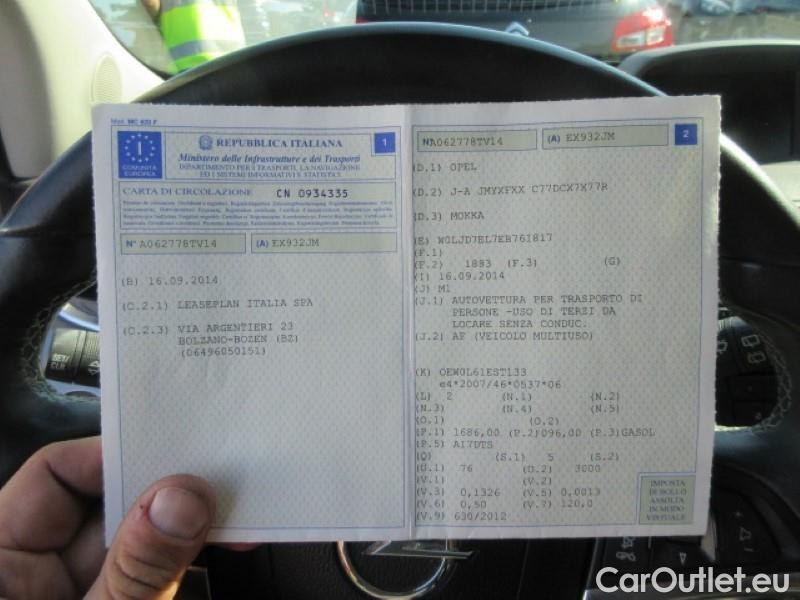 Mod. MC 820 F
I
COMUNITÀ
EUROPEA
REPUBBLICA ITALIANA
1
Ministero delle Infrastrutture e dei Trasporti
DIPARTIMENTO PER I TRASPORTI, LA NAVIGAZIONE
ED I SISTEMI INFORMATIVI E STATISTICI
CARTA DI CIRCOLAZIONE CN 0934335
N° A062778TV14 (A) EX932JM
(B) 16.09.2014
(C.2.1) LEASEPLAN ITALIA SPA
(C.2.3) VIA ARGENTIERI 23
BOLZANO-BOZEN (BZ)
(06496050151)
N° A062778TV14 (A) EX932JM 2
(D.1) OPEL
(D.2) J-A JMYXFXX C77DCX7X77R
(D.3) MOKKA
(E) W0LJD7EL7EB761817
(F.1)
(F.2) 1883 (F.3) (G)
(I) 16.09.2014
(J) M1
(J.1) AUTOVETTURA PER TRASPORTO DI
PERSONE -USO DI TERZI DA
LOCARE SENZA CONDUC.
(J.2) AF (VEICOLO MULTIUSO)
(K) OEW0L61EST133
e4*2007/46*0537*06
(L) 2 (N.1) (N.2)
(N.3) (N.4) (N.5)
(O.1) (O.2)
(P.1) 1686,00 (P.2)096,00 (P.3)GASOL
(P.5) A17DTS
(Q) (S.1) 5 (S.2)
(U.1) 76 (U.2) 3000
(V.1) (V.2)
(V.3) 0,1326 (V.5) 0,0013
(V.6) 0,50 (V.7) 120,0
(V.9) 630/2012
IMPOSTA
DI BOLLO
ASSOLTA
IN MODO
VIRTUALE
SET/
CLR
CarOutlet.eu